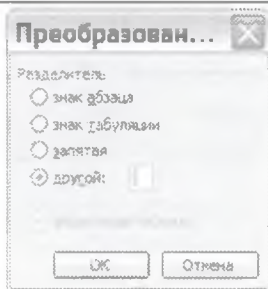 Преобразован...
Разделитель
знак абзаца
знак табуляции
запятая
другой:
OK
Отмена